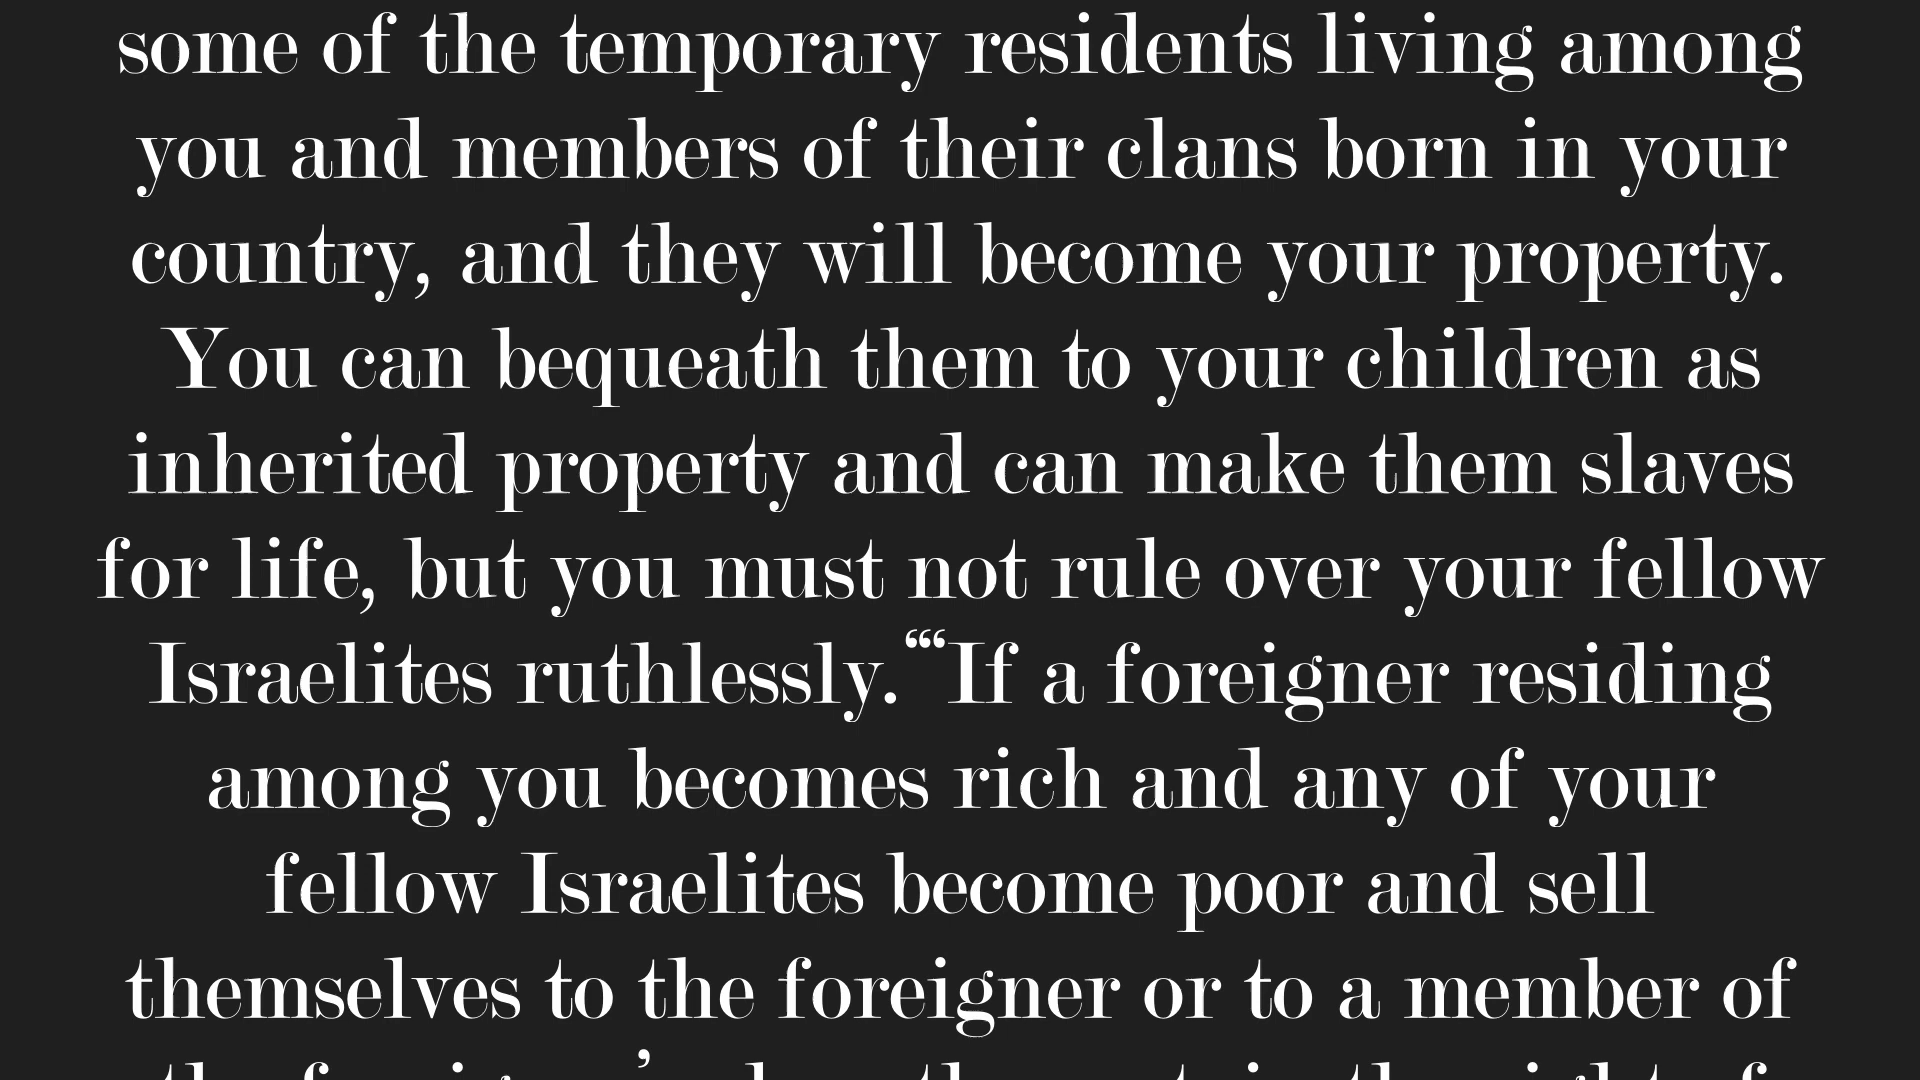 some of the temporary residents living among
you and members of their clans born in your
country, and they will become your property.
You can bequeath them to your children as
inherited property and can make them slaves
for life, but you must not rule over your fellow
Israelites ruthlessly.“‘If a foreigner residing
among you becomes rich and any of your
fellow Israelites become poor and sell
themselves to the foreigner or to a member of